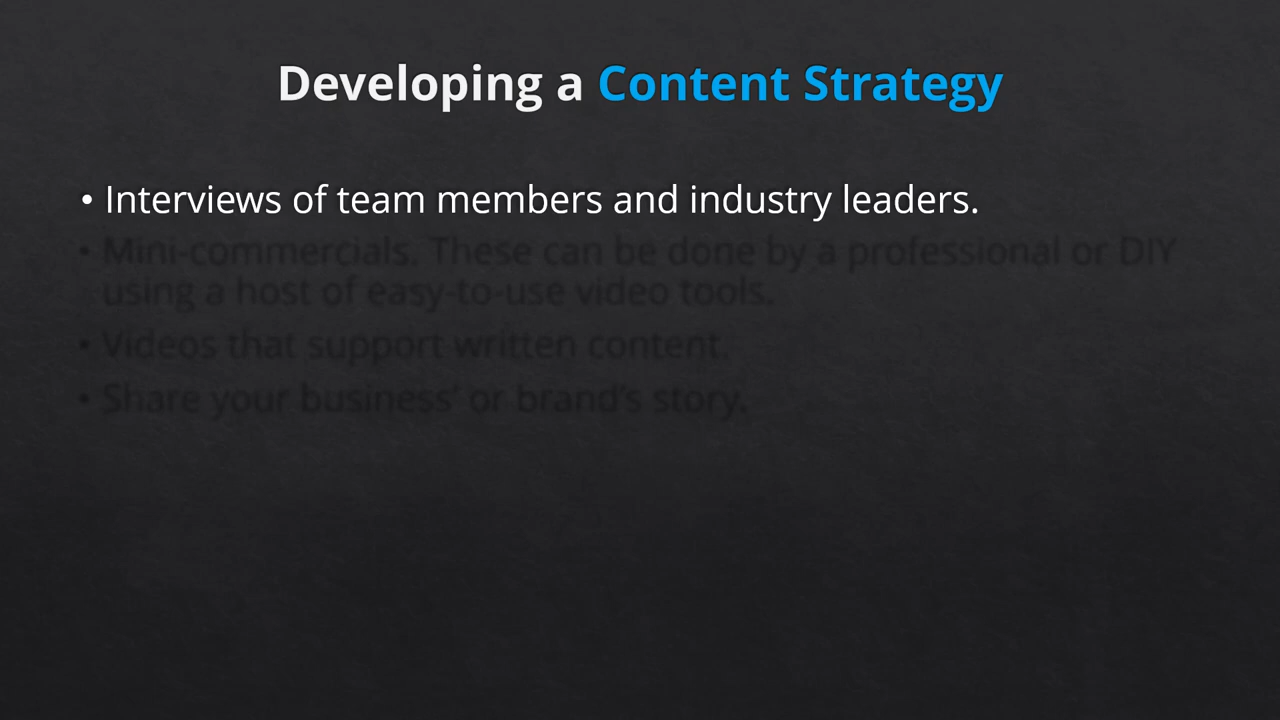 Developing a Content Strategy
• Interviews of team members and industry leaders.
• Mini-commercials. These can be done by a professional or DIY
using a host of easy-to-use video tools.
• Videos that support written content.
• Share your business' or brand's story.